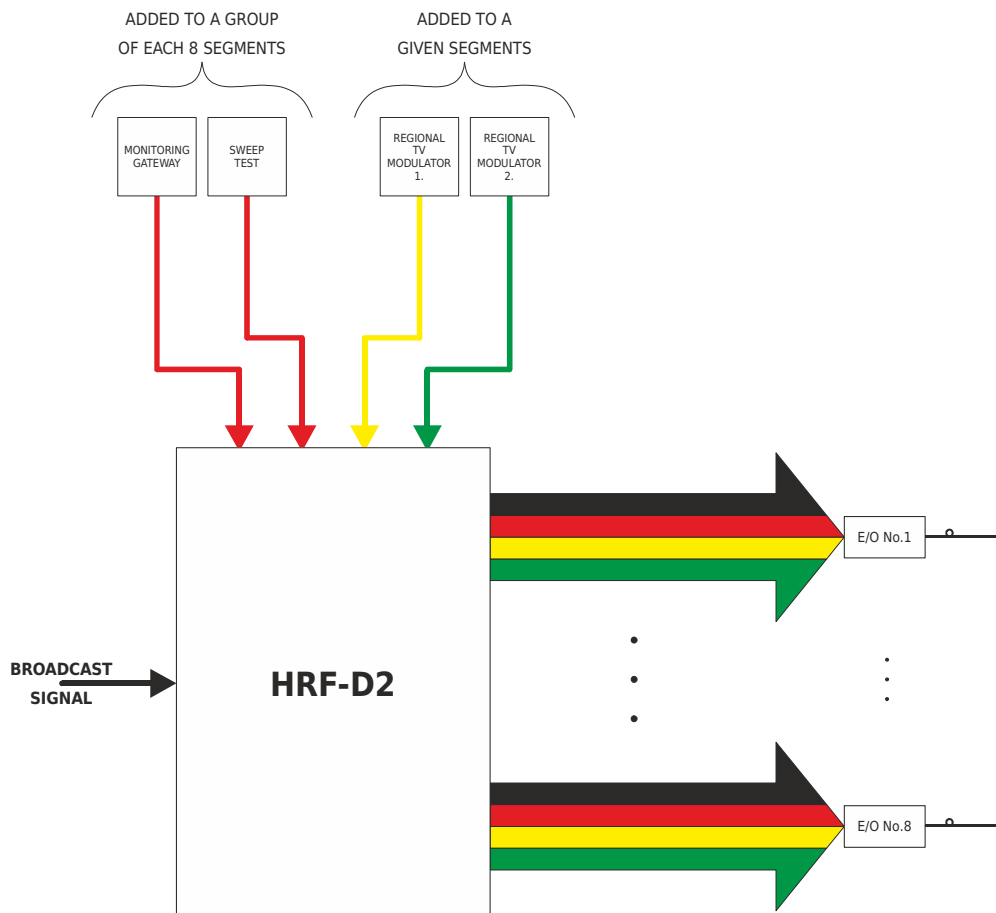 ADDED TO A GROUP
OF EACH 8 SEGMENTS
ADDED TO A
GIVEN SEGMENTS
MONITORING
GATEWAY
SWEEP
TEST
REGIONAL
TV
MODULATOR
1.
REGIONAL
TV
MODULATOR
2.
E/O No.1
BROADCAST
SIGNAL
HRF-D2
E/O No.8